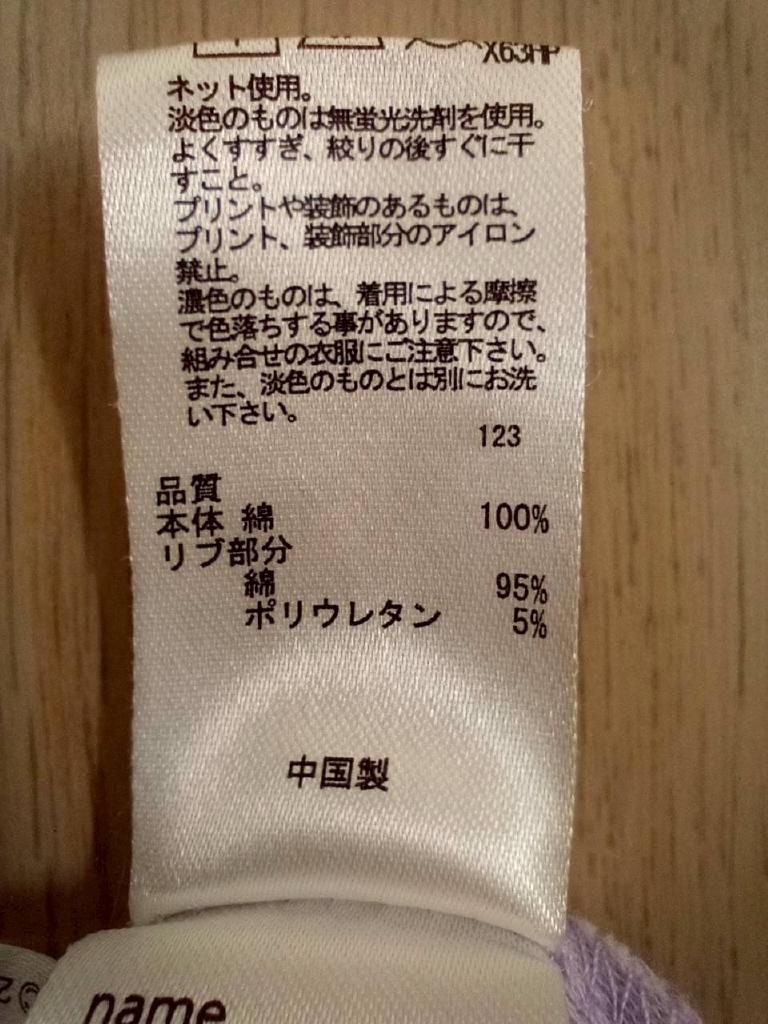 X63HP
ネット使用。
淡色のものは無蛍光洗剤を使用。
よくすすぎ、絞りの後すぐに干
すこと。
プリントや装飾のあるものは、
プリント、装飾部分のアイロン
禁止。
濃色のものは、着用による摩擦
で色落ちする事がありますので、
組み合せの衣服にご注意下さい。
また、淡色のものとは別にお洗
い下さい。
123
品質
本体 綿 100%
リブ部分
綿 95%
ポリウレタン 5%
中国製
name